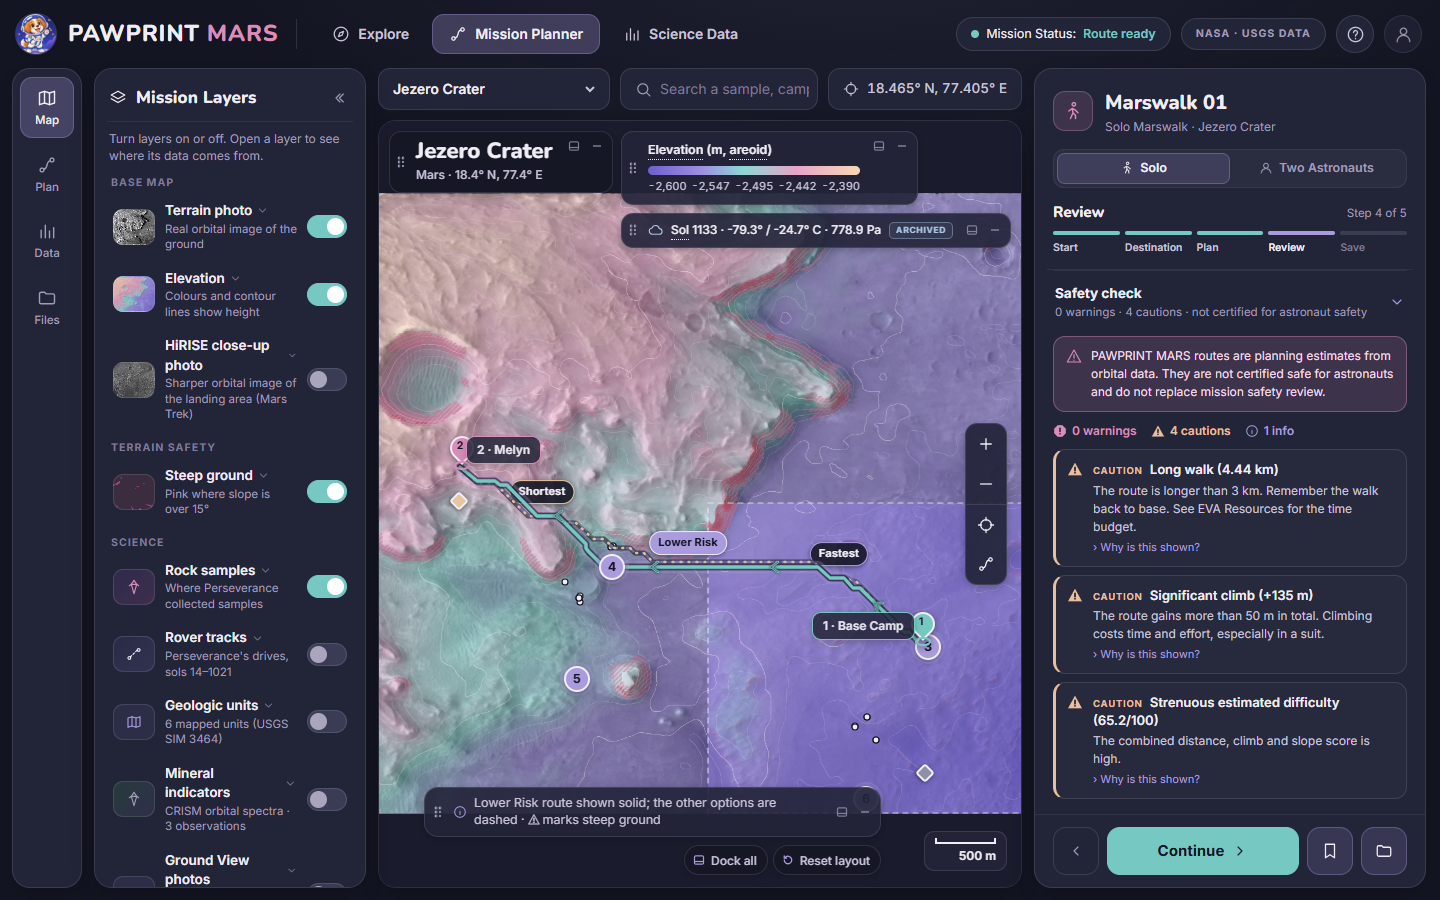 PAWPRINT MARS
Explore
Mission Planner
Science Data
Mission Status: Route ready
NASA · USGS DATA
Map
Plan
Data
Files
Mission Layers
Turn layers on or off. Open a layer to see
where its data comes from.
BASE MAP
Terrain photo
Real orbital image of the
ground
Elevation
Colours and contour
lines show height
HiRISE close-up
photo
Sharper orbital image of
the landing area (Mars
Trek)
TERRAIN SAFETY
Steep ground
Pink where slope is
over 15°
SCIENCE
Rock samples
Where Perseverance
collected samples
Rover tracks
Perseverance's drives,
sols 14–1021
Geologic units
6 mapped units (USGS
SIM 3464)
Mineral
indicators
CRISM orbital spectra ·
3 observations
Ground View
photos
Jezero Crater
Search a sample, camp
18.465° N, 77.405° E
Jezero Crater
Mars · 18.4° N, 77.4° E
Elevation (m, areoid)
-2,600 -2,547 -2,495 -2,442 -2,390
Sol 1133 · -79.3° / -24.7° C · 778.9 Pa
ARCHIVED
2
2 · Melyn
Shortest
Lower Risk
4
Fastest
1 · Base Camp
1
3
5
Lower Risk route shown solid; the other options are
dashed · ⚠ marks steep ground
Dock all
Reset layout
500 m
Marswalk 01
Solo Marswalk · Jezero Crater
Solo
Two Astronauts
Review
Step 4 of 5
Start
Destination
Plan
Review
Save
Safety check
0 warnings · 4 cautions · not certified for astronaut safety
PAWPRINT MARS routes are planning estimates from
orbital data. They are not certified safe for astronauts
and do not replace mission safety review.
0 warnings
4 cautions
1 info
CAUTION Long walk (4.44 km)
The route is longer than 3 km. Remember the walk
back to base. See EVA Resources for the time
budget.
› Why is this shown?
CAUTION Significant climb (+135 m)
The route gains more than 50 m in total. Climbing
costs time and effort, especially in a suit.
› Why is this shown?
CAUTION Strenuous estimated difficulty
(65.2/100)
The combined distance, climb and slope score is
high.
› Why is this shown?
Continue